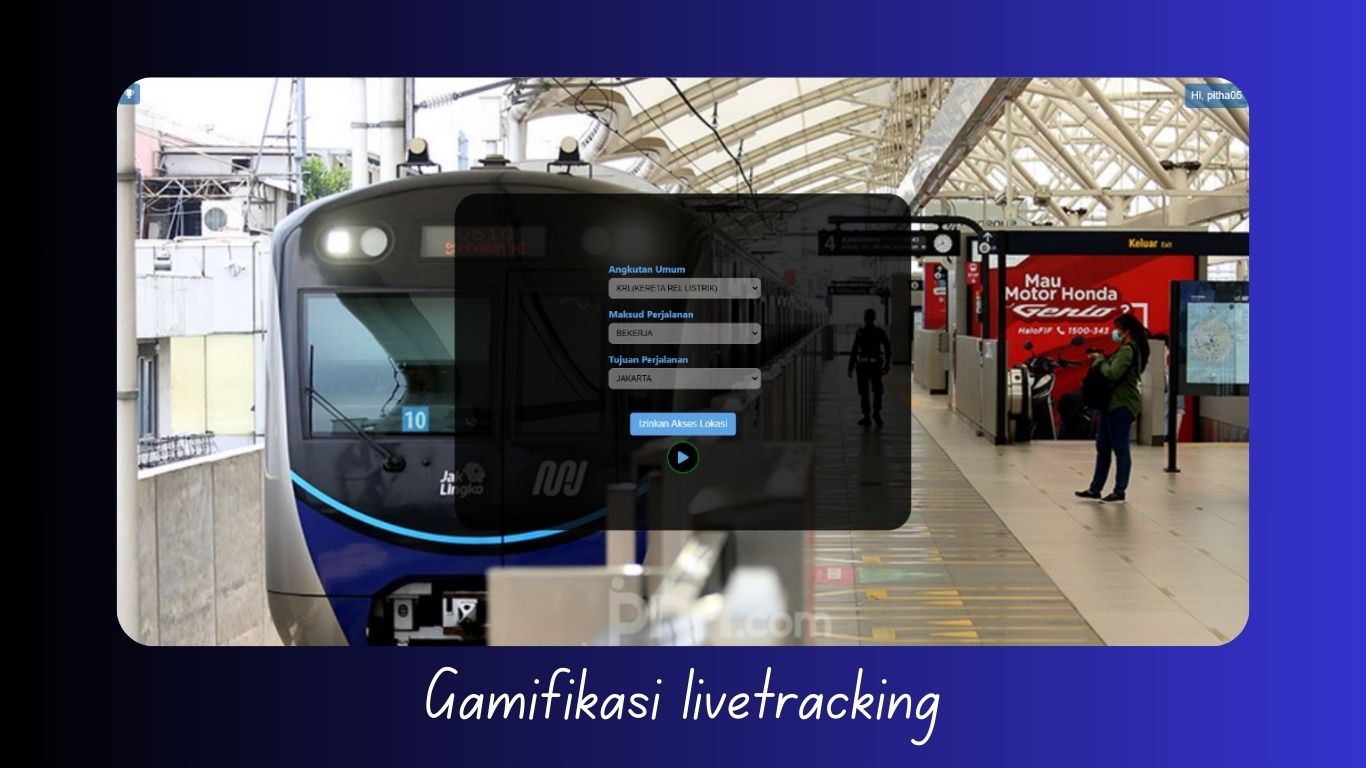 Hi, pitha05
Angkutan Umum
KRL(KERETA REL LISTRIK)
Maksud Perjalanan
BEKERJA
Tujuan Perjalanan
JAKARTA
Izinkan Akses Lokasi
4
Keluar Exit
Mau
Motor Honda
Genio ?
HaloFIF 1500-343
10
Jak
Lingko
.com
Gamifikasi livetracking